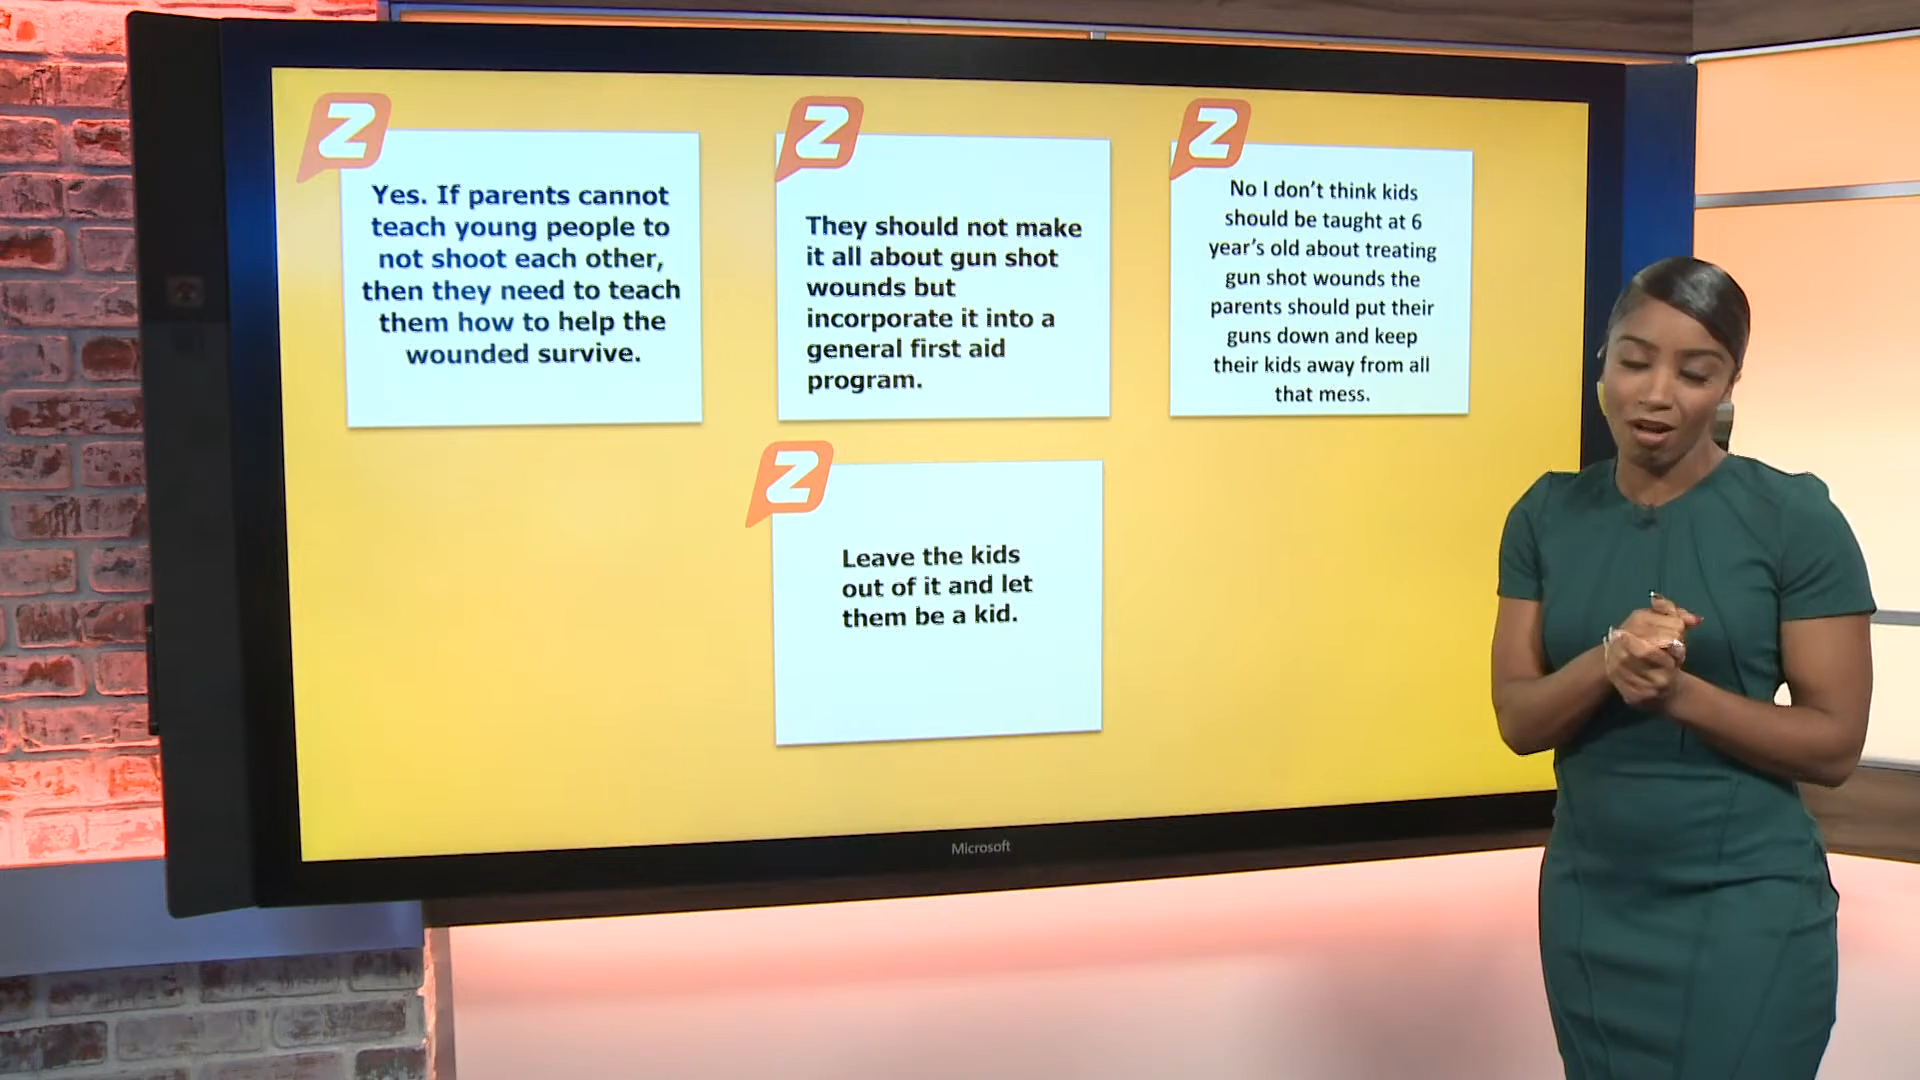 Z
Yes. If parents cannot
teach young people to
not shoot each other,
then they need to teach
them how to help the
wounded survive.
Z
They should not make
it all about gun shot
wounds but
incorporate it into a
general first aid
program.
Z
No I don't think kids
should be taught at 6
year's old about treating
gun shot wounds the
parents should put their
guns down and keep
their kids away from all
that mess.
Z
Leave the kids
out of it and let
them be a kid.
Microsoft